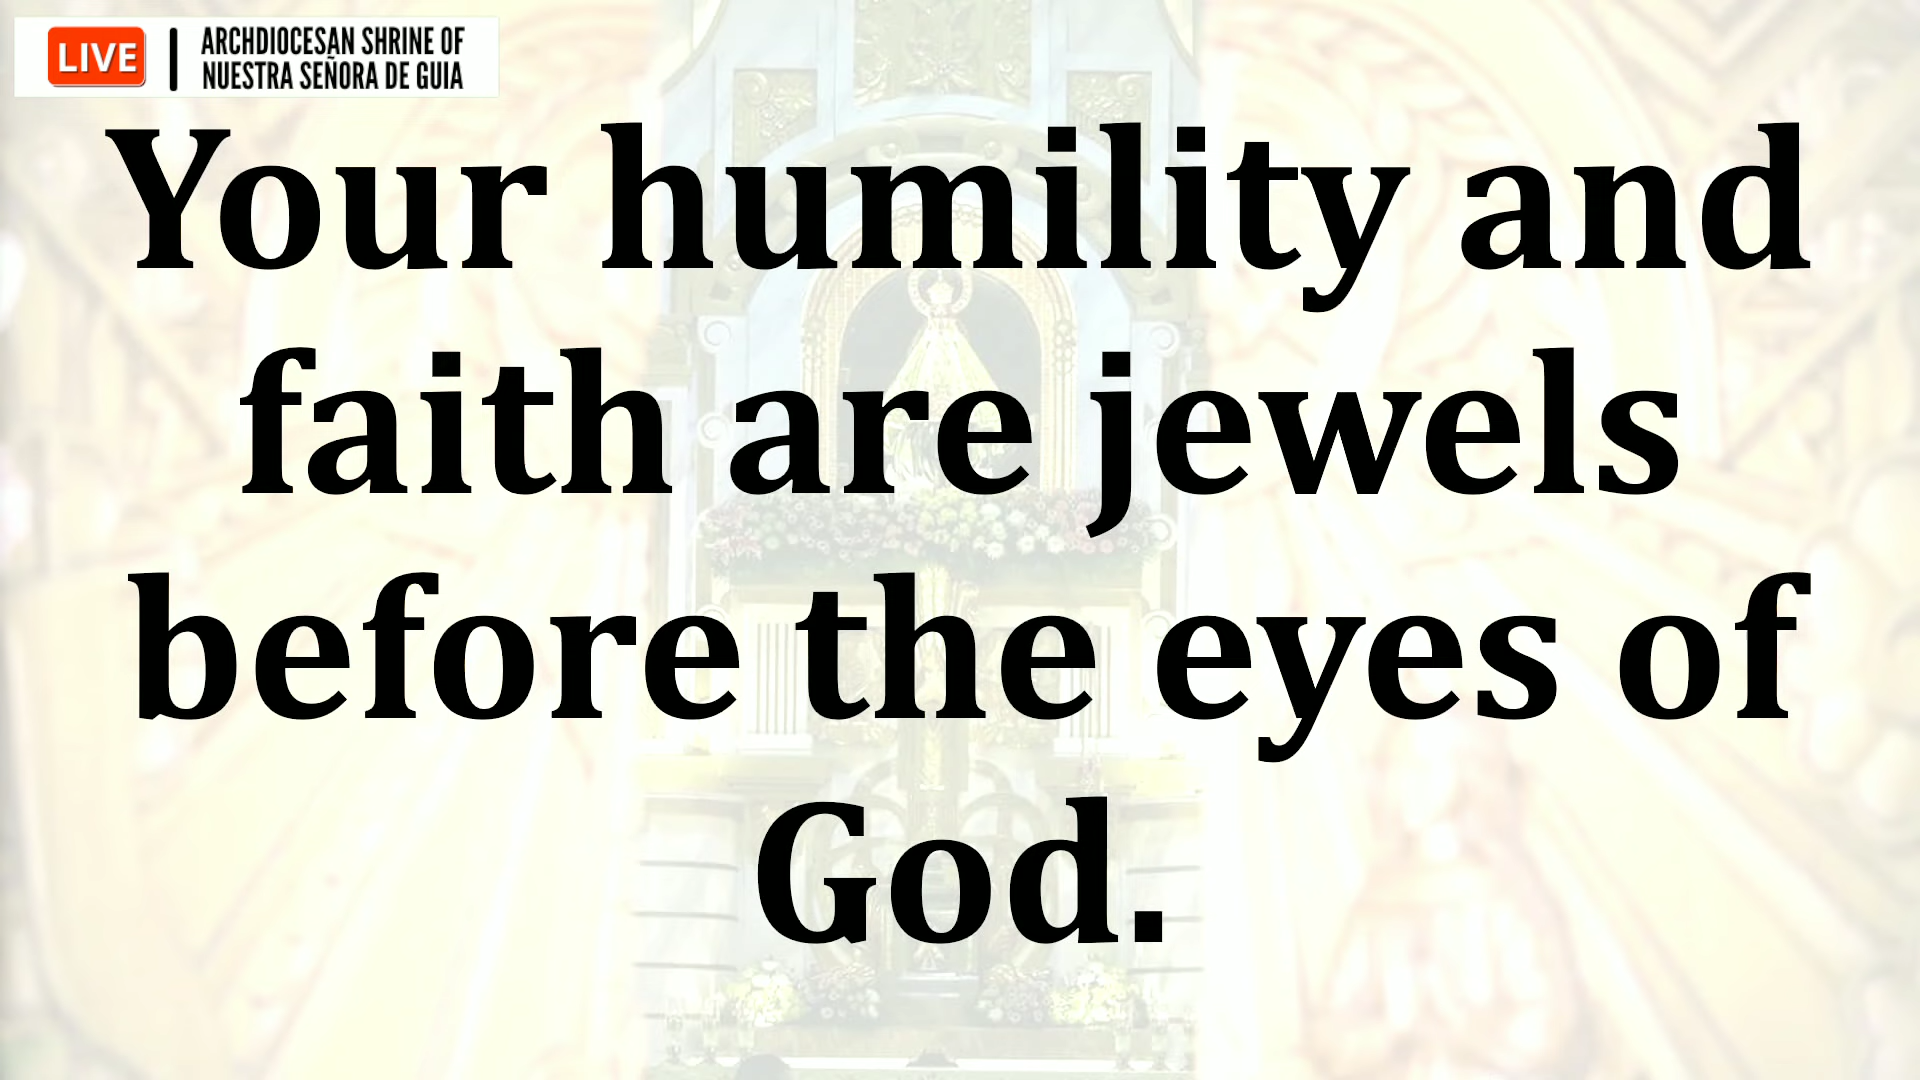 LIVE
ARCHDIOCESAN SHRINE OF
NUESTRA SEÑORA DE GUIA
Your humility and
faith are jewels
before the eyes of
God.